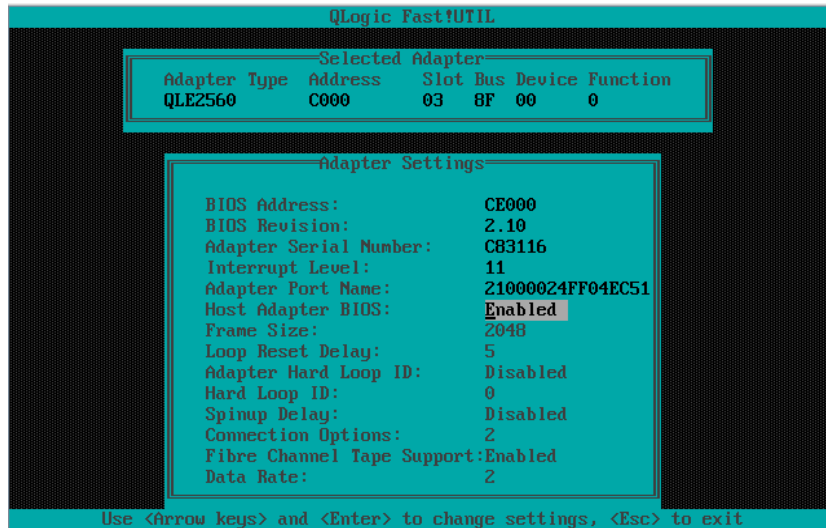 QLogic Fast!UTIL
Selected Adapter
Adapter Type Address Slot Bus Device Function
QLE2560 C000 03 8F 00 0
Adapter Settings
BIOS Address: CE000
BIOS Revision: 2.10
Adapter Serial Number: C83116
Interrupt Level: 11
Adapter Port Name: 21000024FF04EC51
Host Adapter BIOS: Enabled
Frame Size: 2048
Loop Reset Delay: 5
Adapter Hard Loop ID: Disabled
Hard Loop ID: 0
Spinup Delay: Disabled
Connection Options: 2
Fibre Channel Tape Support:Enabled
Data Rate: 2
Use <Arrow keys> and <Enter> to change settings, <Esc> to exit